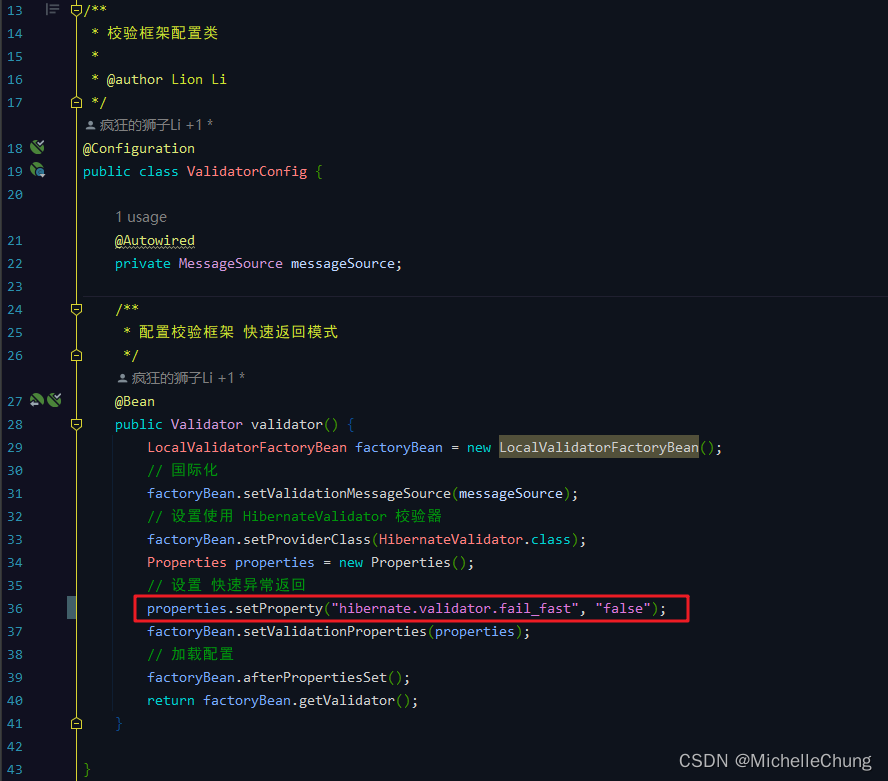 13 /**
14 * 校验框架配置类
15 *
16 * @author Lion Li
17 */
疯狂的狮子Li +1 *
18 @Configuration
19 public class ValidatorConfig {
20
1 usage
21 @Autowired
22 private MessageSource messageSource;
23
24 /**
25 * 配置校验框架 快速返回模式
26 */
疯狂的狮子Li +1 *
27 @Bean
28 public Validator validator() {
29 LocalValidatorFactoryBean factoryBean = new LocalValidatorFactoryBean();
30 // 国际化
31 factoryBean.setValidationMessageSource(messageSource);
32 // 设置使用 HibernateValidator 校验器
33 factoryBean.setProviderClass(HibernateValidator.class);
34 Properties properties = new Properties();
35 // 设置 快速异常返回
36 properties.setProperty("hibernate.validator.fail_fast", "false");
37 factoryBean.setValidationProperties(properties);
38 // 加载配置
39 factoryBean.afterPropertiesSet();
40 return factoryBean.getValidator();
41 }
42
43 }
CSDN @MichelleChung